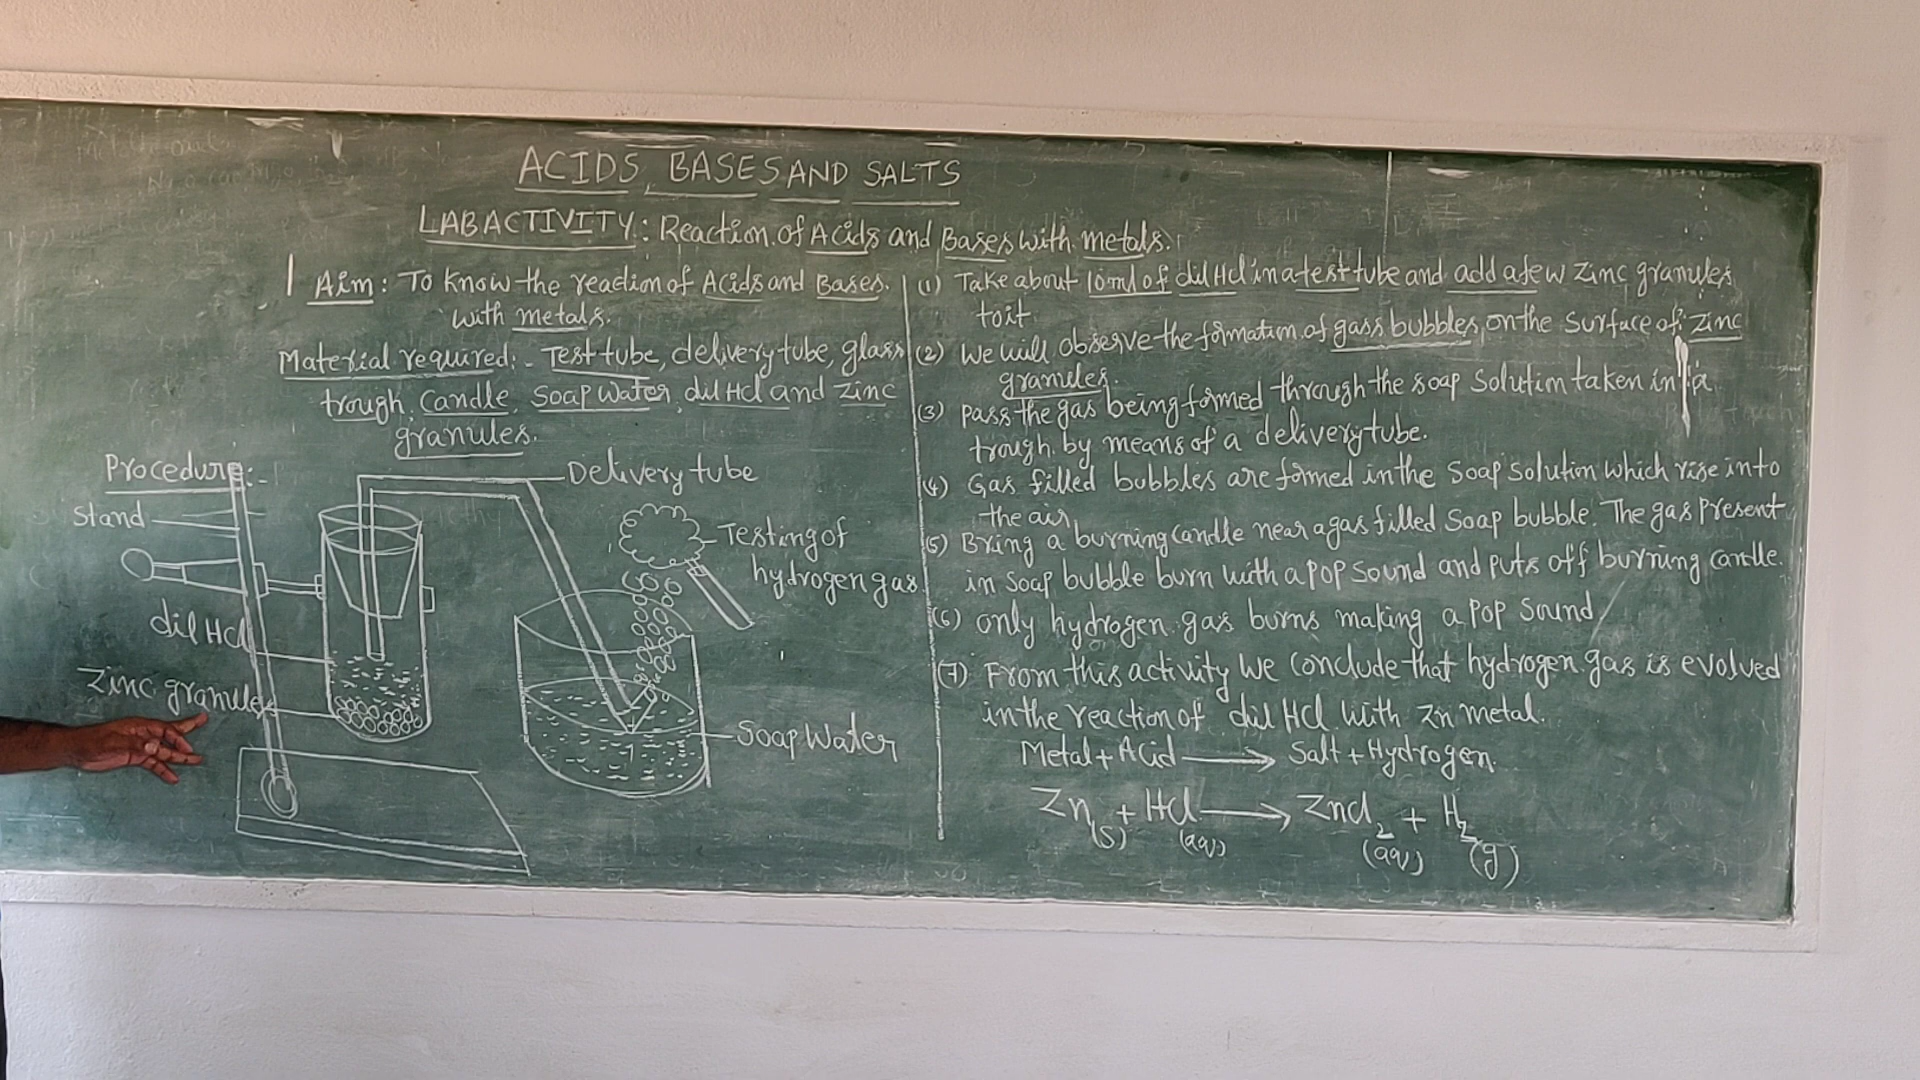 ACIDS, BASES AND SALTS
LAB ACTIVITY: Reaction of Acids and Bases with metals.
Aim: To know the reaction of Acids and Bases.
with metals.
Material required:- Test tube, delivery tube, glass
trough, Candle, Soap Water, dil Hcl and zinc
granules.
Procedure:-
Delivery tube
Stand
Testing of
hydrogen gas
dil Hcl
Zinc granules
Soap Water
(1) Take about 10ml of dil Hcl in a test tube and add a few zinc granules
to it.
(2) We will observe the formation of gass bubbles, on the surface of zinc
granules.
(3) Pass the gas being formed through the soap solution taken in a
trough by means of a delivery tube.
(4) Gas filled bubbles are formed in the soap solution which rise into
the air
(5) Bring a burning candle near a gas filled Soap bubble. The gas present
in soap bubble burn with a pop sound and puts off burning candle.
(6) only hydrogen gas burns making a pop sound
(7) From this activity we conclude that hydrogen gas is evolved
in the reaction of dil Hcl with Zn metal.
Metal + Acid ⟶ Salt + Hydrogen
Zn(s) + Hcl(aq) ⟶ Zncl2(aq) + H2(g)